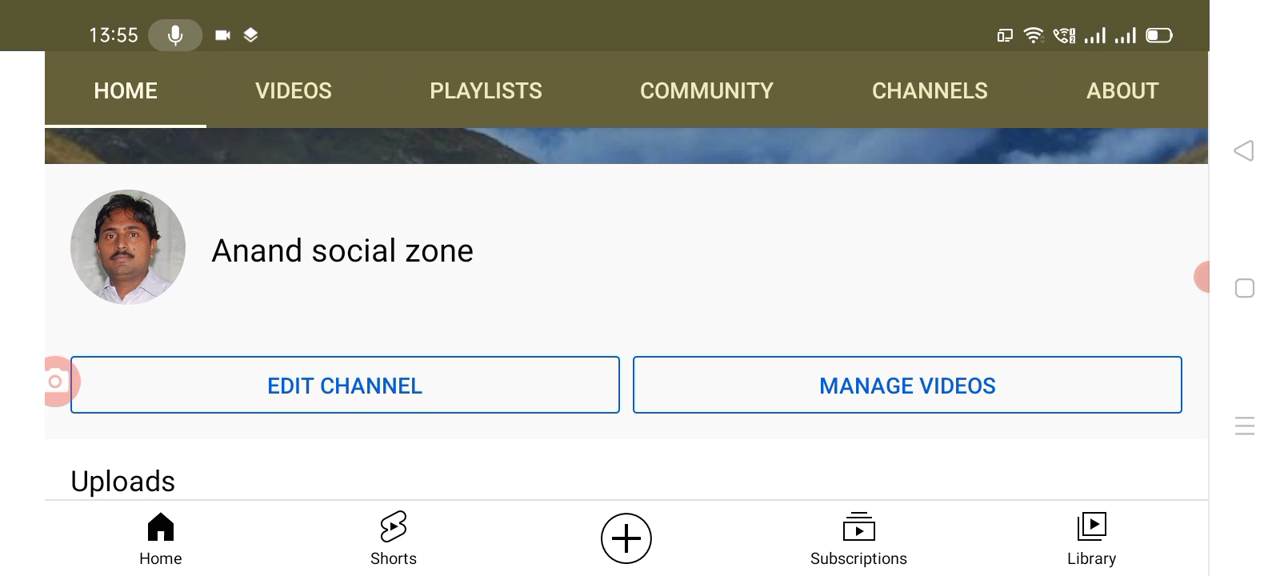 13:55
HOME VIDEOS PLAYLISTS COMMUNITY CHANNELS ABOUT
Anand social zone
EDIT CHANNEL MANAGE VIDEOS
Uploads
Home Shorts Subscriptions Library